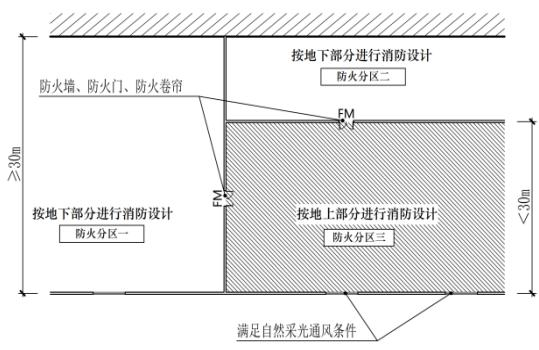 按地下部分进行消防设计
防火分区二
防火墙、防火门、防火卷帘
FM
≥30m
<30m
FM
按地下部分进行消防设计
防火分区一
按地上部分进行消防设计
防火分区三
满足自然采光通风条件